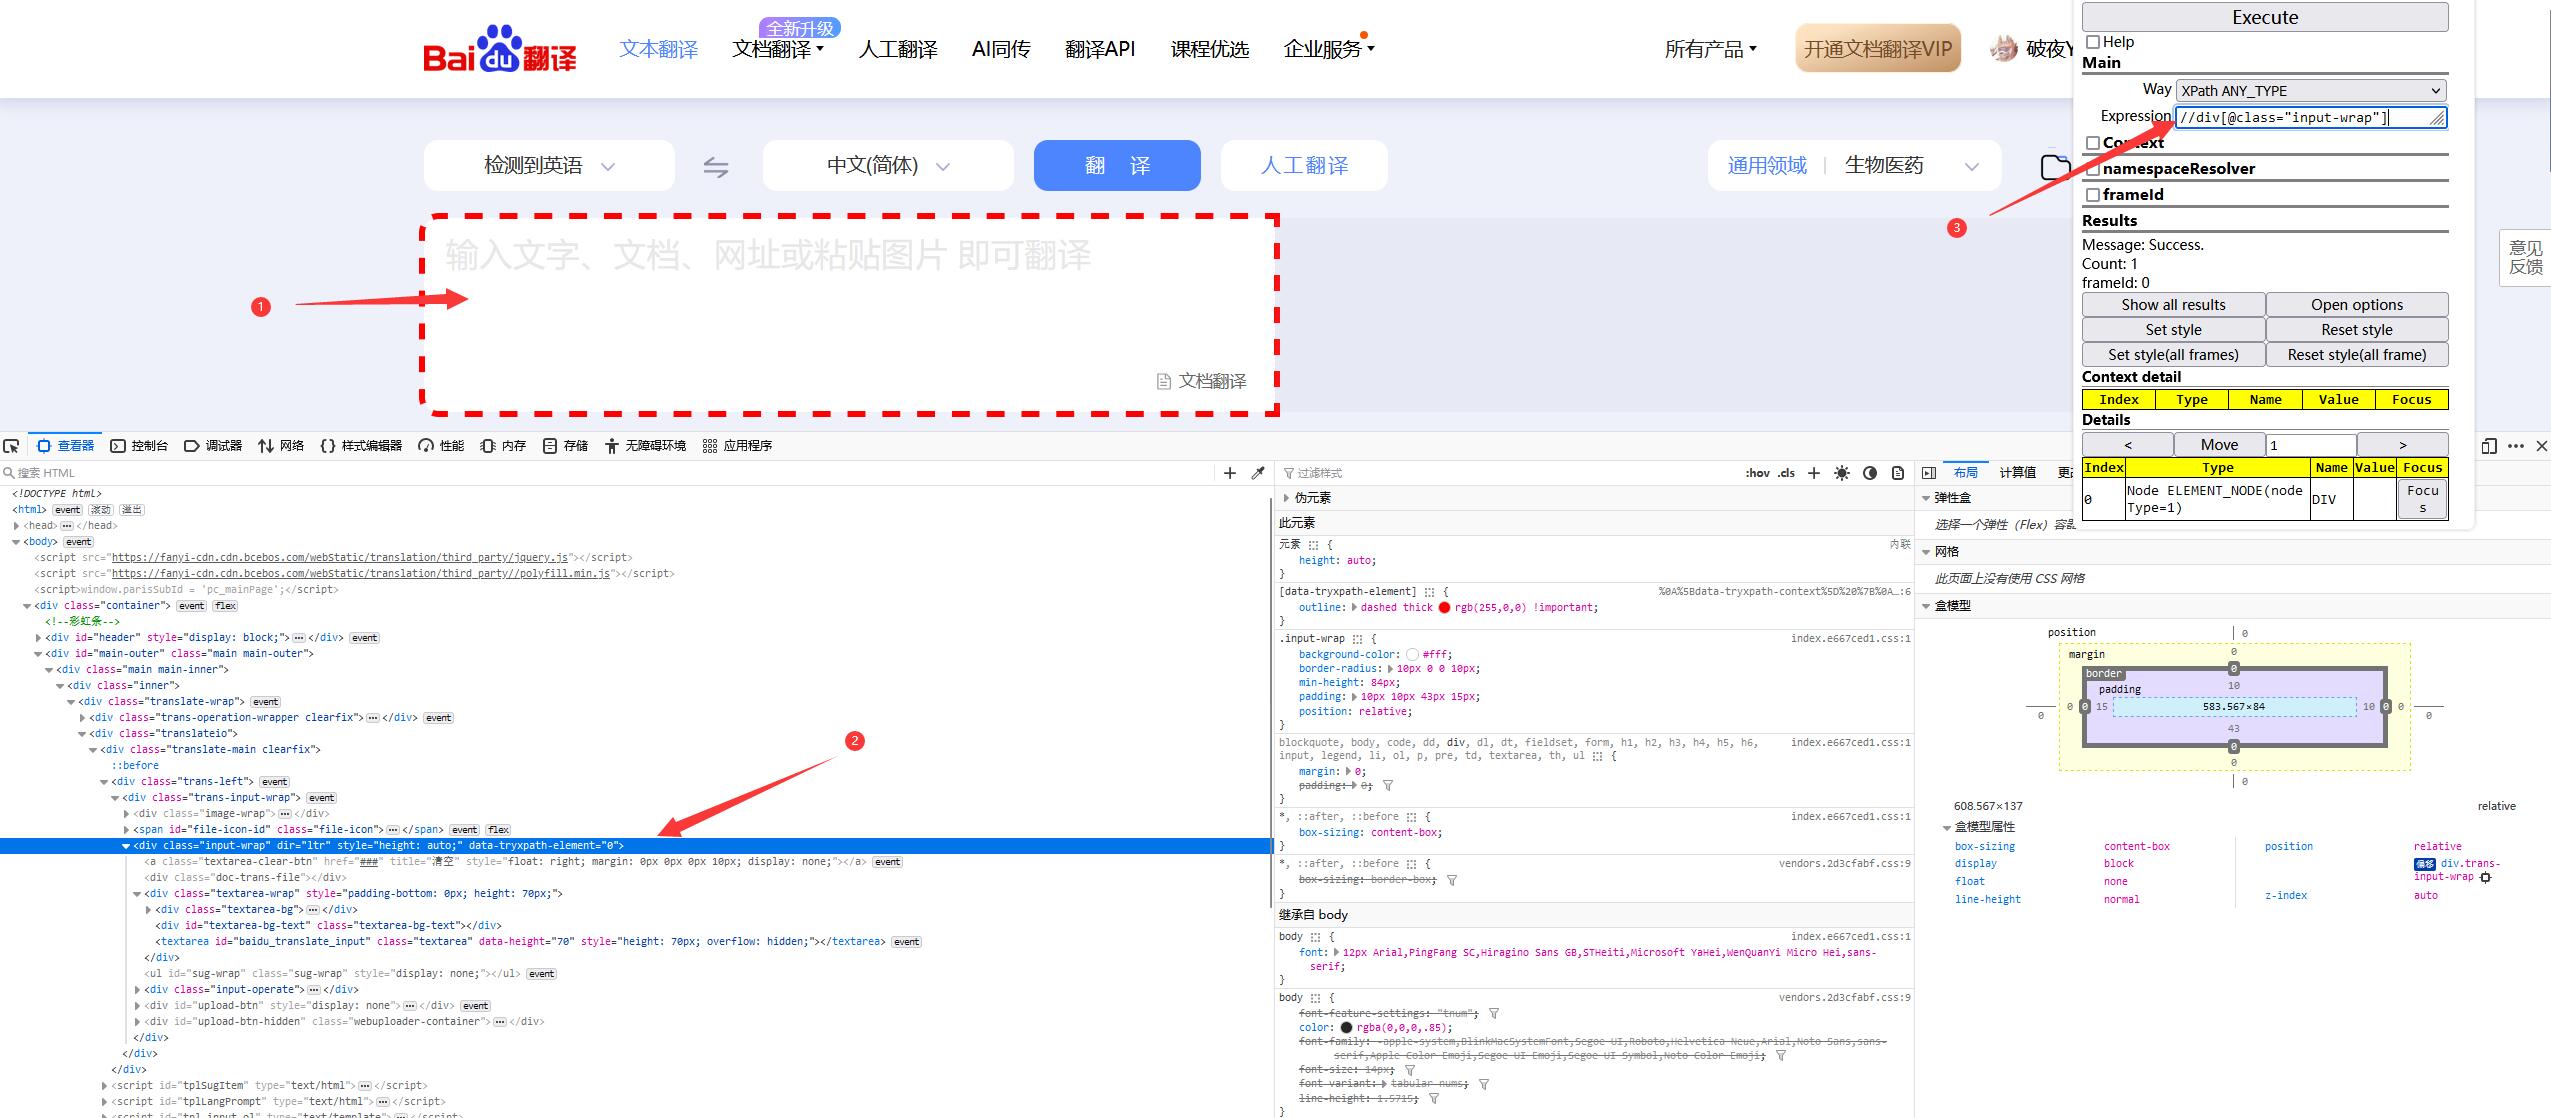 Bai du 翻译
文本翻译
全新升级
文档翻译
人工翻译
AI同传
翻译API
课程优选
企业服务
所有产品
开通文档翻译VIP
破夜Y
检测到英语
中文(简体)
翻 译
人工翻译
通用领域
生物医药
输入文字、文档、网址或粘贴图片 即可翻译
文档翻译
1
2
3
意见
反馈
Execute
Help
Main
Way XPath ANY_TYPE
Expression //div[@class="input-wrap"]
Context
namespaceResolver
frameId
Results
Message: Success.
Count: 1
frameId: 0
Show all results Open options
Set style Reset style
Set style(all frames) Reset style(all frame)
Context detail
Index Type Name Value Focus
Details
< Move 1 >
Index Type Name Value Focus
0 Node ELEMENT_NODE(node Type=1) DIV Focus
查看器 控制台 调试器 网络 样式编辑器 性能 内存 存储 无障碍环境 应用程序
搜索 HTML
<!DOCTYPE html>
<html> event 滚动 溢出
<head> ••• </head>
<body> event
<script src="https://fanyi-cdn.cdn.bcebos.com/webStatic/translation/third_party/jquery.js"></script>
<script src="https://fanyi-cdn.cdn.bcebos.com/webStatic/translation/third_party//polyfill.min.js"></script>
<script>window.parisSubId = 'pc_mainPage';</script>
<div class="container"> event flex
<!--彩虹条-->
<div id="header" style="display: block;"> ••• </div> event
<div id="main-outer" class="main main-outer">
<div class="main main-inner">
<div class="inner">
<div class="translate-wrap"> event
<div class="trans-operation-wrapper clearfix"> ••• </div> event
<div class="translateio">
<div class="translate-main clearfix">
::before
<div class="trans-left"> event
<div class="trans-input-wrap"> event
<div class="image-wrap"> ••• </div>
<span id="file-icon-id" class="file-icon"> ••• </span> event flex
<div class="input-wrap" dir="ltr" style="height: auto;" data-tryxpath-element="0">
<a class="textarea-clear-btn" href="###" title="清空" style="float: right; margin: 0px 0px 0px 10px; display: none;"></a> event
<div class="doc-trans-file"></div>
<div class="textarea-wrap" style="padding-bottom: 0px; height: 70px;">
<div class="textarea-bg"> ••• </div>
<div id="textarea-bg-text" class="textarea-bg-text"></div>
<textarea id="baidu_translate_input" class="textarea" data-height="70" style="height: 70px; overflow: hidden;"></textarea> event
</div>
<ul id="sug-wrap" class="sug-wrap" style="display: none;"></ul> event
<div class="input-operate"> ••• </div>
<div id="upload-btn" style="display: none"> ••• </div> event
<div id="upload-btn-hidden" class="webuploader-container"> ••• </div>
</div>
</div>
</div>
<script id="tplSugItem" type="text/html"> ••• </script>
<script id="tplLangPrompt" type="text/html"> ••• </script>
过滤样式 :hov .cls
伪元素
此元素
元素 { 内联
height: auto;
}
[data-tryxpath-element] { %0A%5Bdata-tryxpath-context%5D%20%7B%0A…:6
outline: dashed thick rgb(255,0,0) !important;
}
.input-wrap { index.e667ced1.css:1
background-color: #fff;
border-radius: 10px 0 0 10px;
min-height: 84px;
padding: 10px 10px 43px 15px;
position: relative;
}
blockquote, body, code, dd, div, dl, dt, fieldset, form, h1, h2, h3, h4, h5, h6, index.e667ced1.css:1
input, legend, li, ol, p, pre, td, textarea, th, ul {
margin: 0;
padding: 0;
}
*, ::after, ::before { index.e667ced1.css:1
box-sizing: content-box;
}
*, ::after, ::before { vendors.2d3cfabf.css:9
box-sizing: border-box;
}
继承自 body
body { index.e667ced1.css:1
font: 12px Arial,PingFang SC,Hiragino Sans GB,STHeiti,Microsoft YaHei,WenQuanYi Micro Hei,sans-
serif;
}
body { vendors.2d3cfabf.css:9
font-feature-settings: "tnum";
color: rgba(0,0,0,.85);
font-family: -apple-system,BlinkMacSystemFont,Segoe UI,Roboto,Helvetica Neue,Arial,Noto Sans,sans-
serif,Apple Color Emoji,Segoe UI Emoji,Segoe UI Symbol,Noto Color Emoji;
font-size: 14px;
font-variant: tabular-nums;
line-height: 1.5715;
}
布局 计算值
弹性盒
选择一个弹性（Flex）容器
网格
此页面上没有使用 CSS 网格
盒模型
position 0
margin 0
border 0
padding 10
0 0 0 15 583.567×84 10 0 0 0
43
0
0
0
608.567×137 relative
盒模型属性
box-sizing content-box
display block
float none
line-height normal
position relative
偏移 div.trans-
input-wrap
z-index auto